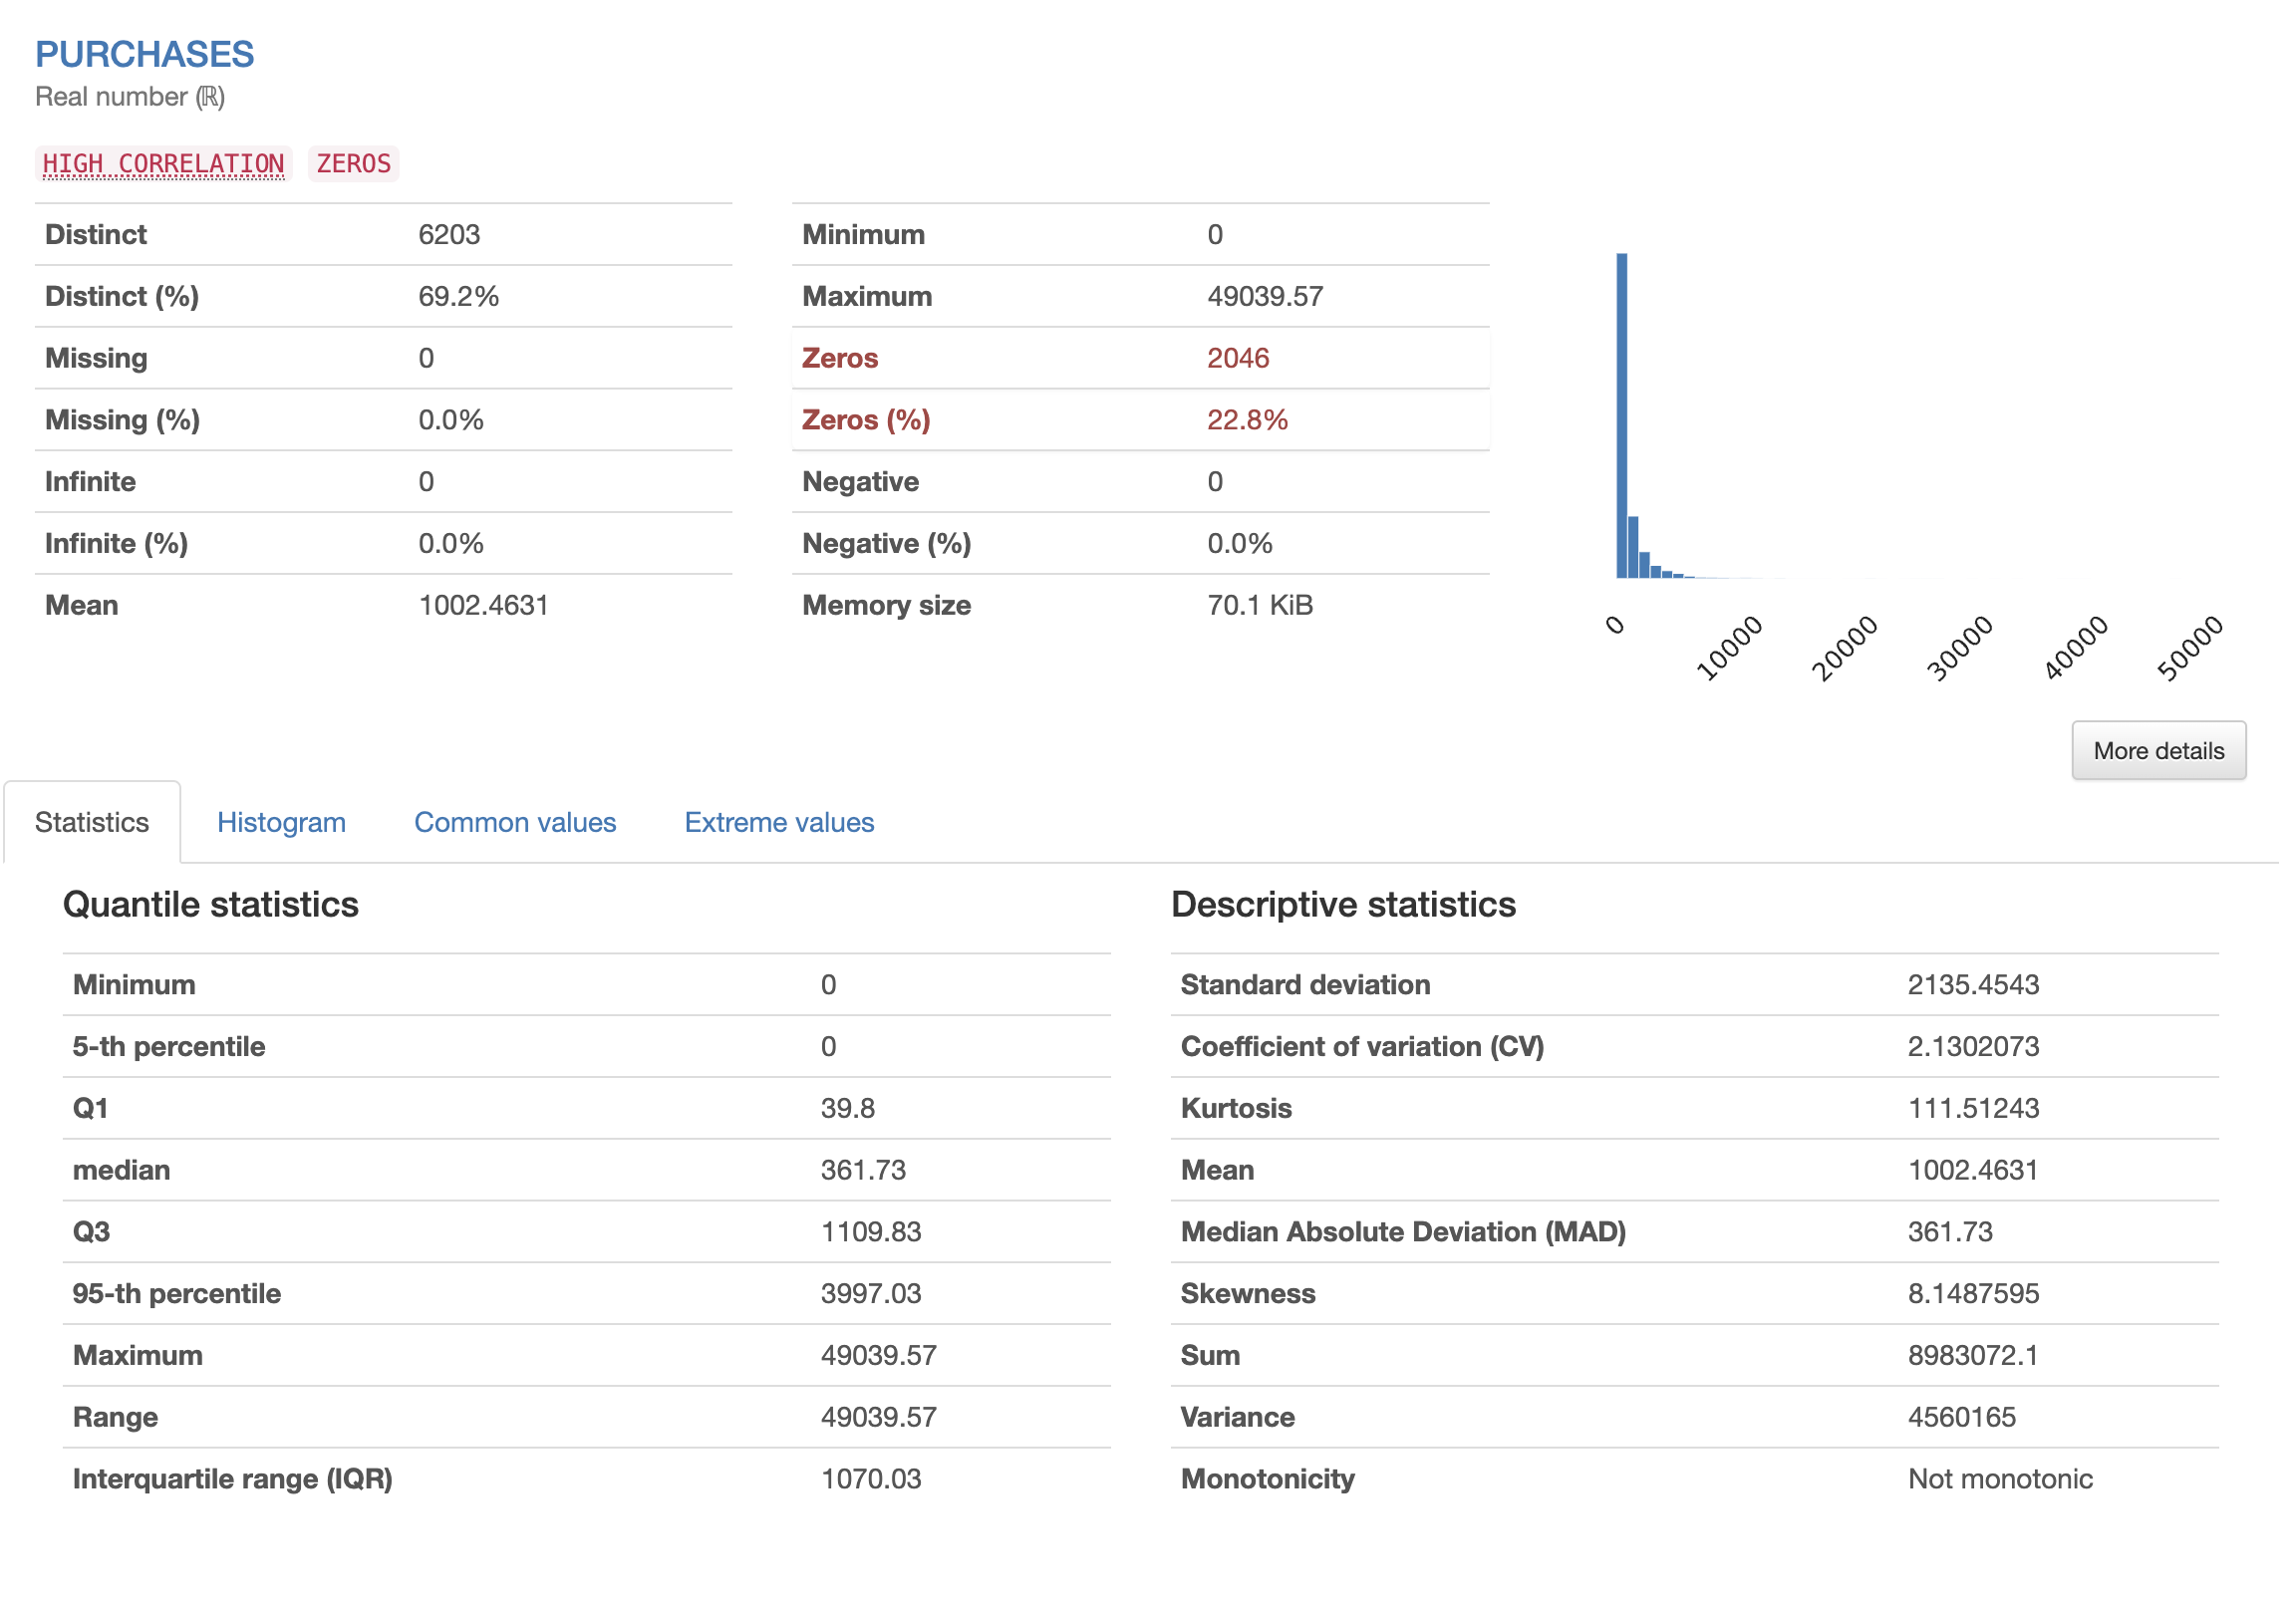 PURCHASES
Real number (ℝ)
HIGH CORRELATION ZEROS
Distinct 6203
Distinct (%) 69.2%
Missing 0
Missing (%) 0.0%
Infinite 0
Infinite (%) 0.0%
Mean 1002.4631
Minimum 0
Maximum 49039.57
Zeros 2046
Zeros (%) 22.8%
Negative 0
Negative (%) 0.0%
Memory size 70.1 KiB
0 10000 20000 30000 40000 50000
More details
Statistics Histogram Common values Extreme values
Quantile statistics
Minimum 0
5-th percentile 0
Q1 39.8
median 361.73
Q3 1109.83
95-th percentile 3997.03
Maximum 49039.57
Range 49039.57
Interquartile range (IQR) 1070.03
Descriptive statistics
Standard deviation 2135.4543
Coefficient of variation (CV) 2.1302073
Kurtosis 111.51243
Mean 1002.4631
Median Absolute Deviation (MAD) 361.73
Skewness 8.1487595
Sum 8983072.1
Variance 4560165
Monotonicity Not monotonic